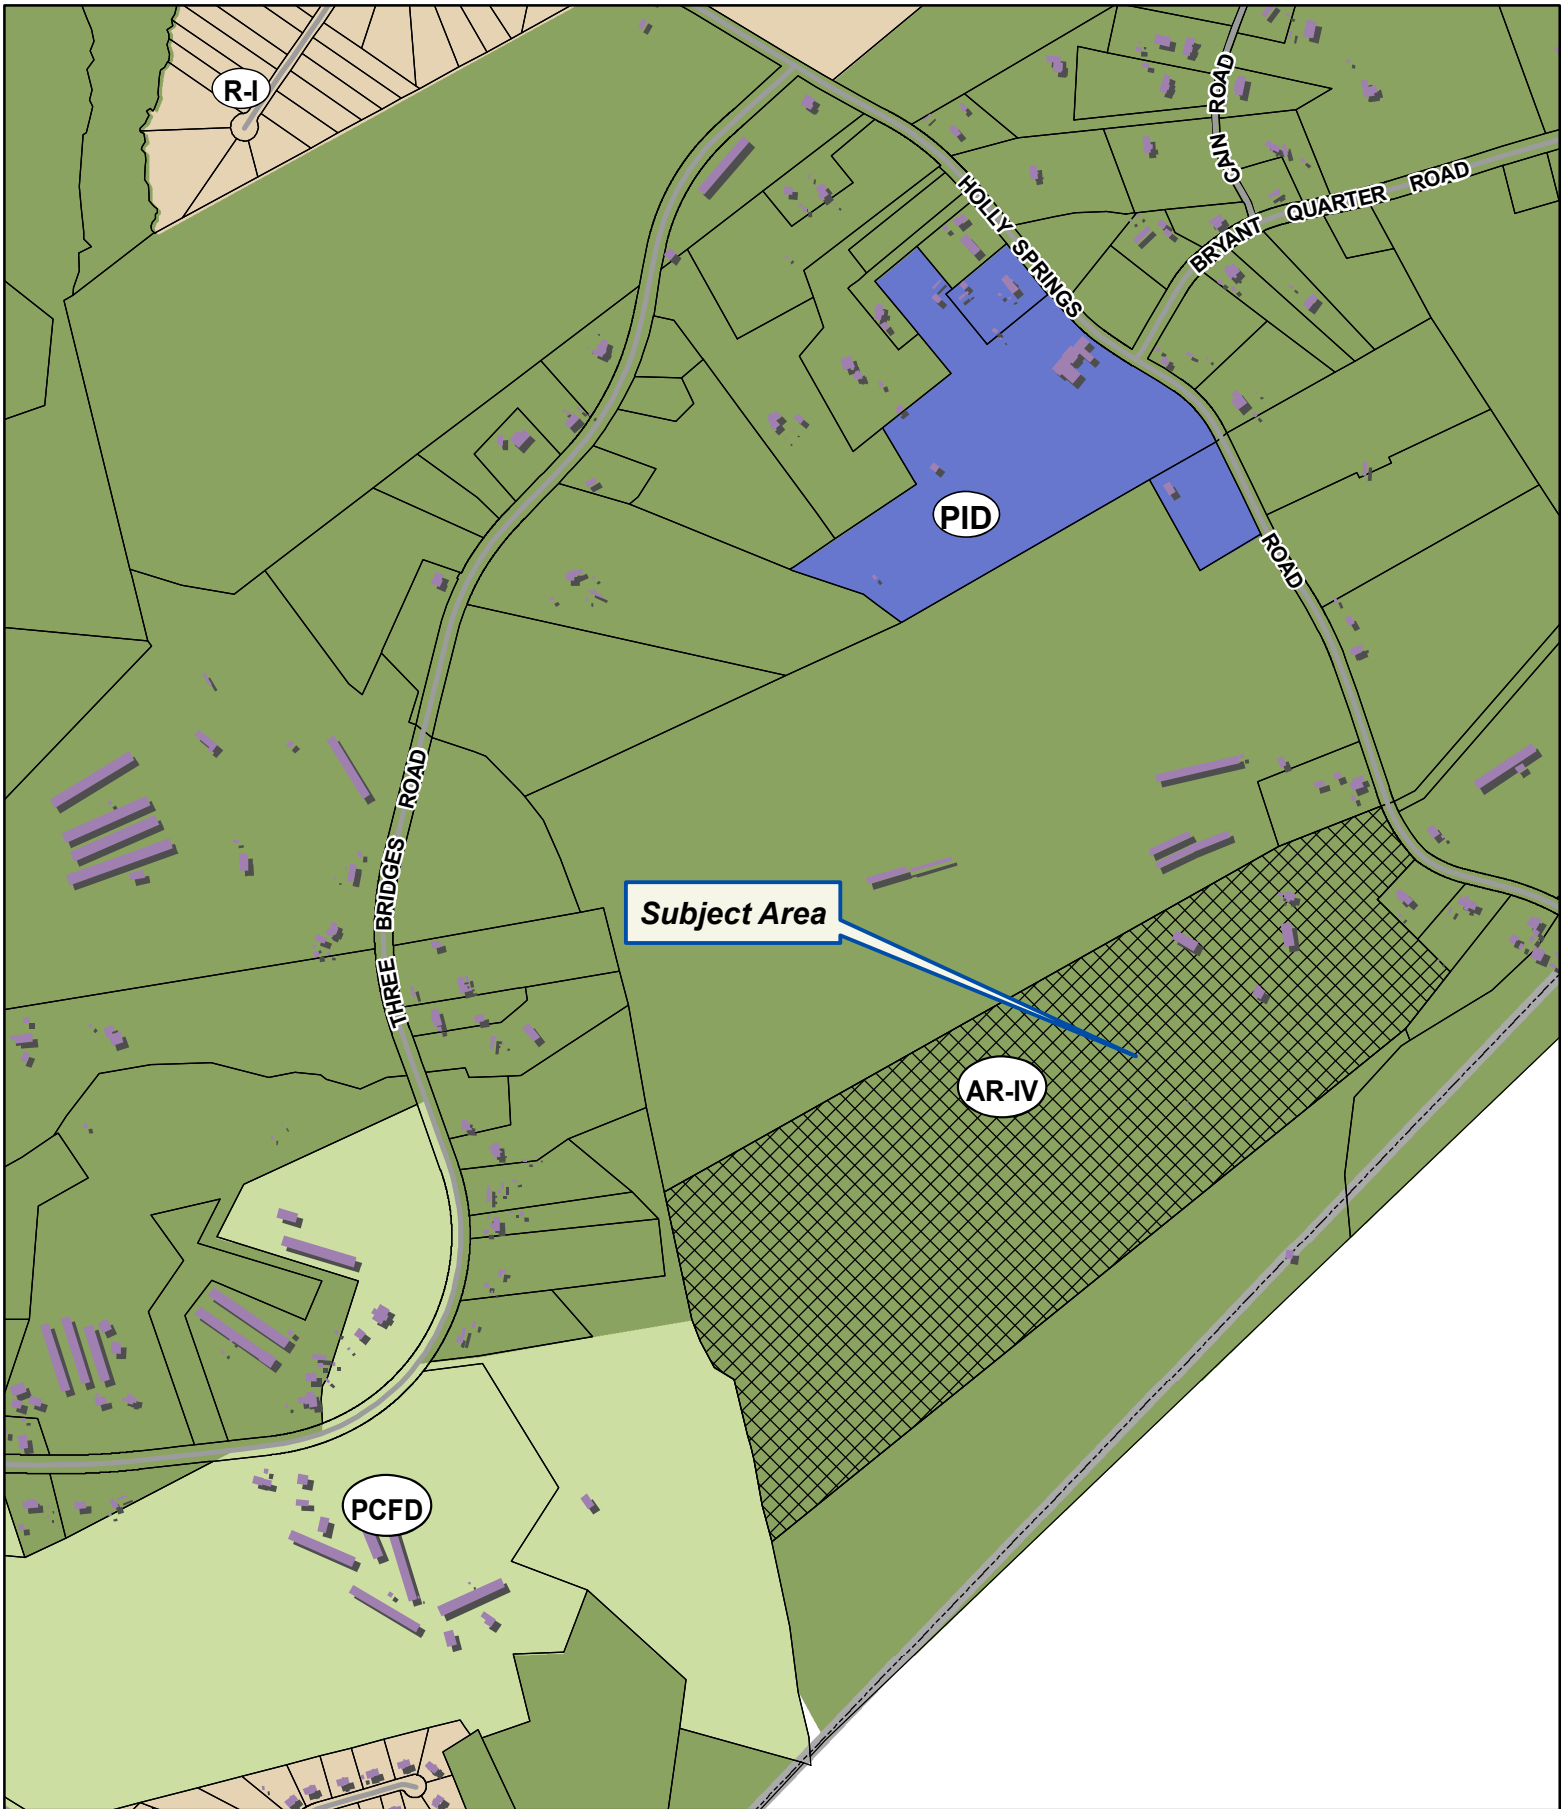 R-I
CAIN ROAD
BRYANT QUARTER ROAD
HOLLY SPRINGS ROAD
PID
THREE BRIDGES ROAD
Subject Area
AR-IV
PCFD